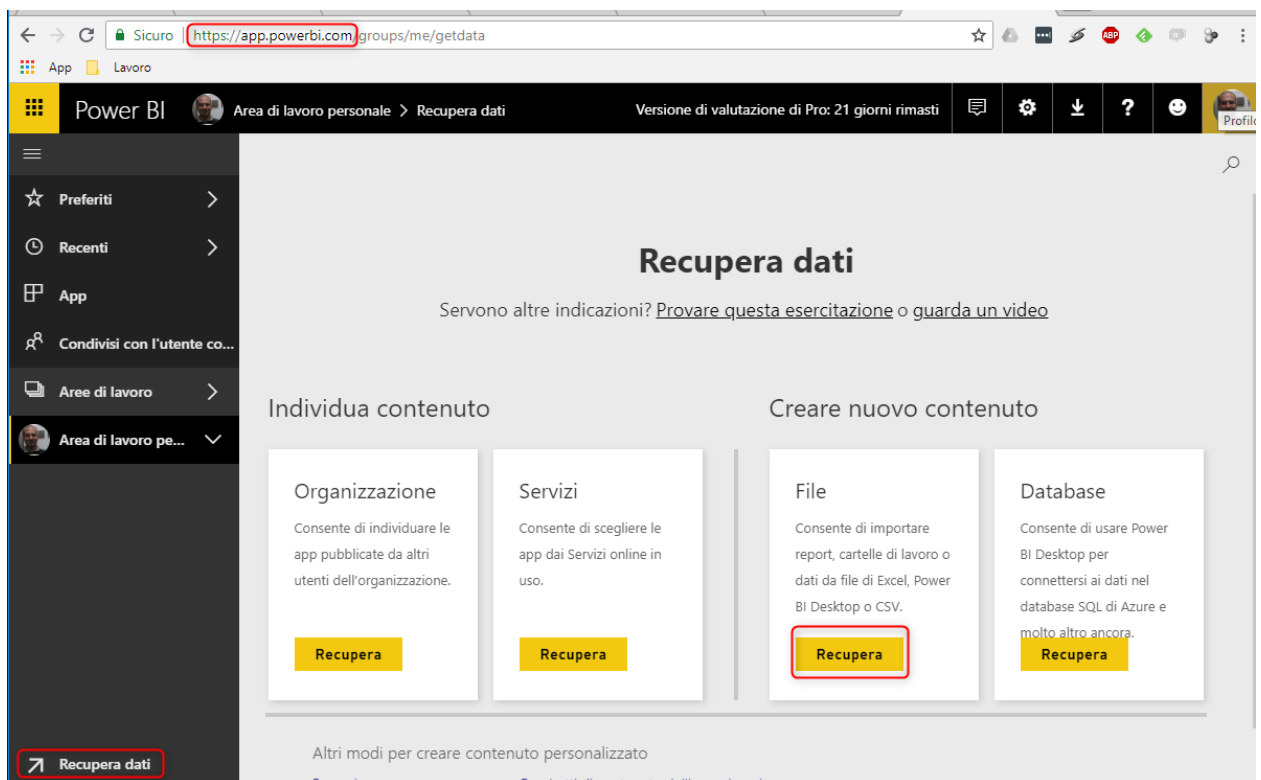 Sicuro https://app.powerbi.com/groups/me/getdata
ABP
App Lavoro
Power BI Area di lavoro personale > Recupera dati Versione di valutazione di Pro: 21 giorni rimasti ?
Profilo
Preferiti
Recenti
App
Condivisi con l'utente co...
Aree di lavoro
Area di lavoro pe...
Recupera dati
Recupera dati
Servono altre indicazioni? Provare questa esercitazione o guarda un video
Individua contenuto
Organizzazione
Consente di individuare le
app pubblicate da altri
utenti dell'organizzazione.
Recupera
Servizi
Consente di scegliere le
app dai Servizi online in
uso.
Recupera
Creare nuovo contenuto
File
Consente di importare
report, cartelle di lavoro o
dati da file di Excel, Power
BI Desktop o CSV.
Recupera
Database
Consente di usare Power
BI Desktop per
connettersi ai dati nel
database SQL di Azure e
molto altro ancora.
Recupera
Altri modi per creare contenuto personalizzato